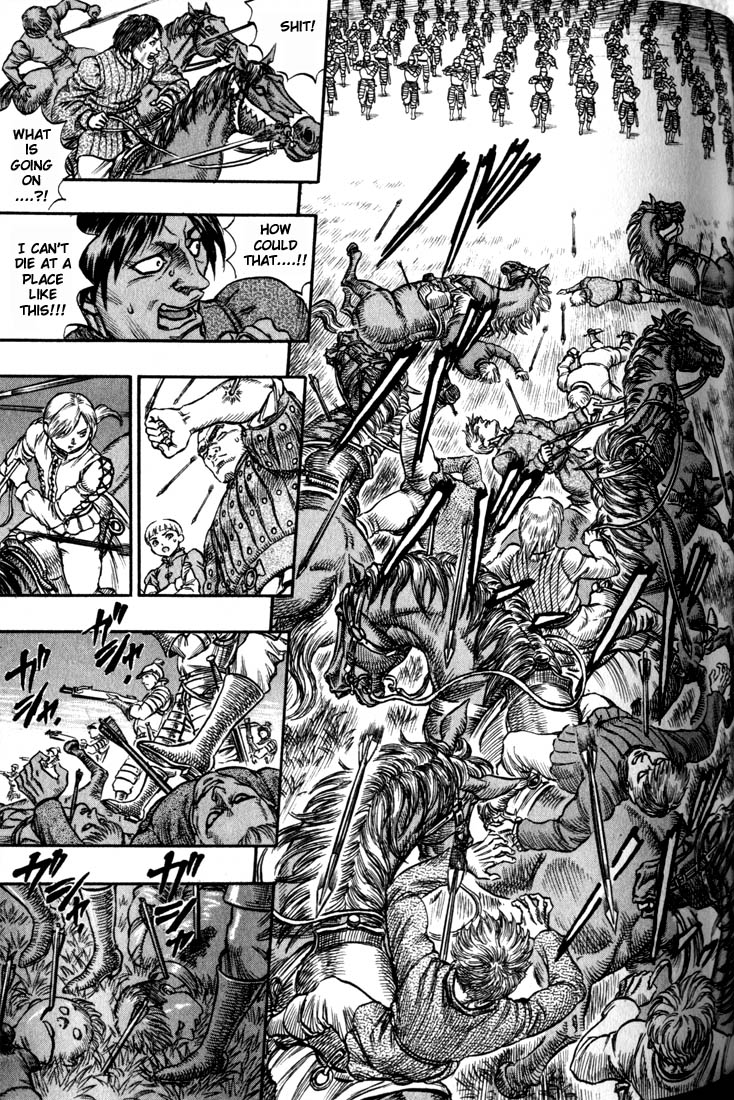 SHIT!
WHAT
IS
GOING
ON
....?!
HOW
COULD
THAT....!!
I CAN'T
DIE AT A
PLACE
LIKE
THIS!!!
ガ
シャ
ガ
シャ
ガ
シャ
ガ
シャ